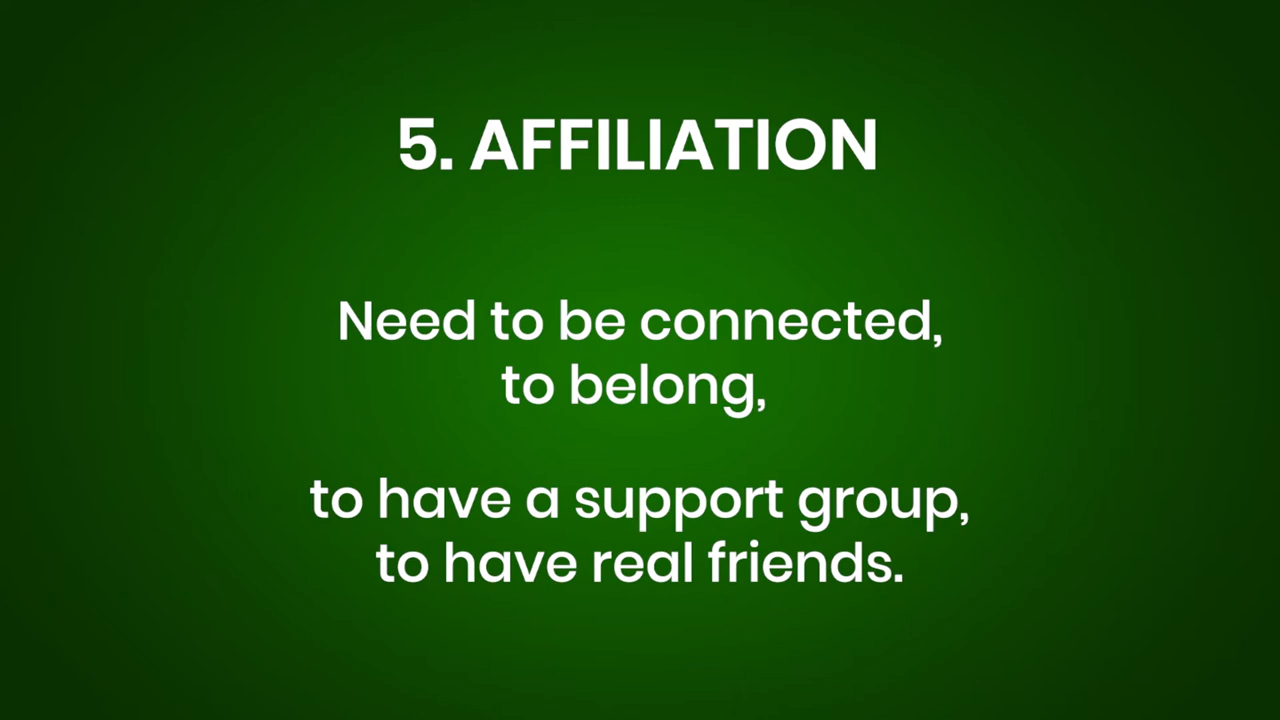 5. AFFILIATION
Need to be connected,
to belong,
to have a support group,
to have real friends.